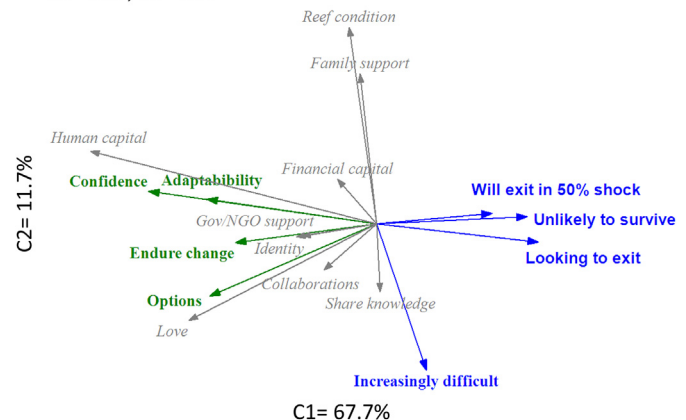 Reef condition
Family support
Human capital
Financial capital
Confidence
Adaptabibility
Will exit in 50% shock
Gov/NGO support
Unlikely to survive
Identity
Endure change
Looking to exit
Collaborations
Options
Share knowledge
Love
Increasingly difficult
C2= 11.7%
C1= 67.7%